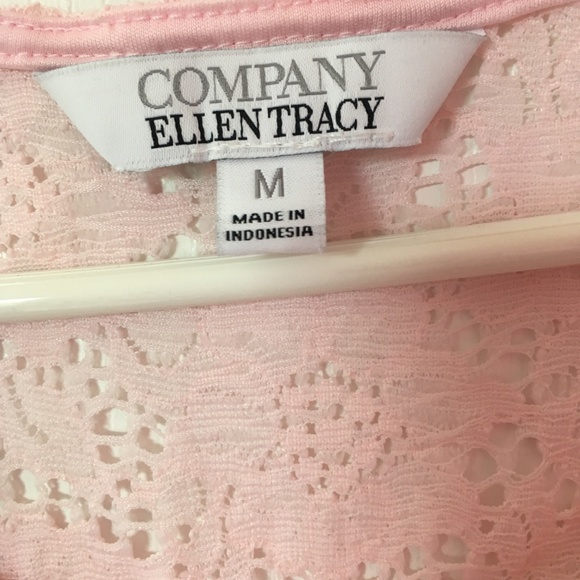 COMPANY
ELLEN TRACY
M
MADE IN
INDONESIA